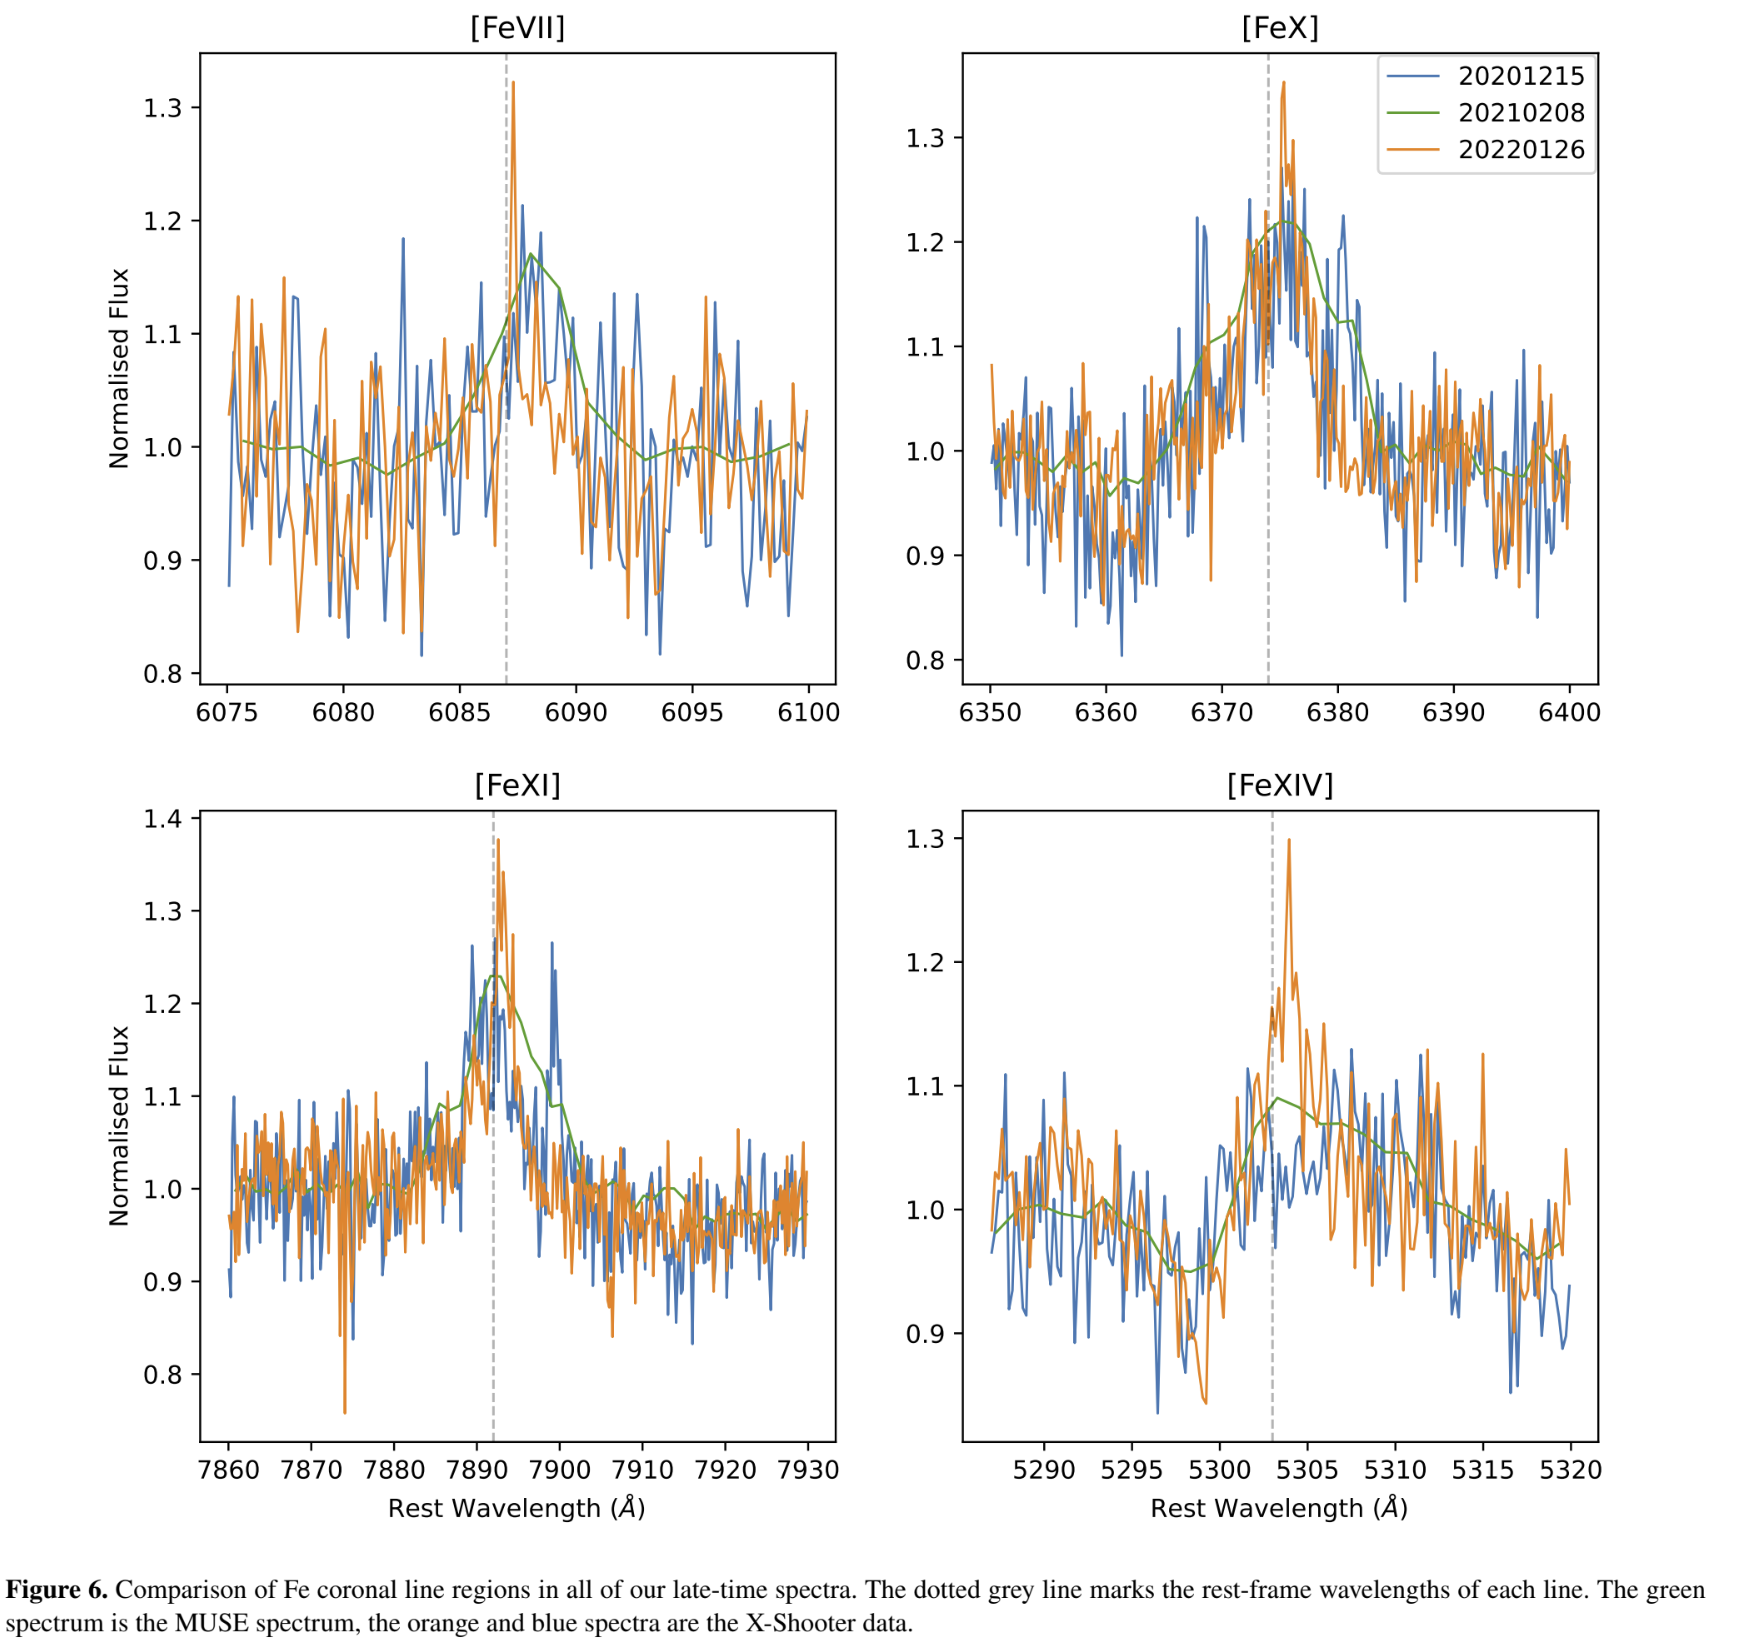 [FeVII]
Normalised Flux
1.3
1.2
1.1
1.0
0.9
0.8
6075 6080 6085 6090 6095 6100
[FeX]
20201215
20210208
20220126
1.3
1.2
1.1
1.0
0.9
0.8
6350 6360 6370 6380 6390 6400
[FeXI]
Normalised Flux
1.4
1.3
1.2
1.1
1.0
0.9
0.8
7860 7870 7880 7890 7900 7910 7920 7930
Rest Wavelength (Å)
[FeXIV]
1.3
1.2
1.1
1.0
0.9
5290 5295 5300 5305 5310 5315 5320
Rest Wavelength (Å)
Figure 6. Comparison of Fe coronal line regions in all of our late-time spectra. The dotted grey line marks the rest-frame wavelengths of each line. The green
spectrum is the MUSE spectrum, the orange and blue spectra are the X-Shooter data.